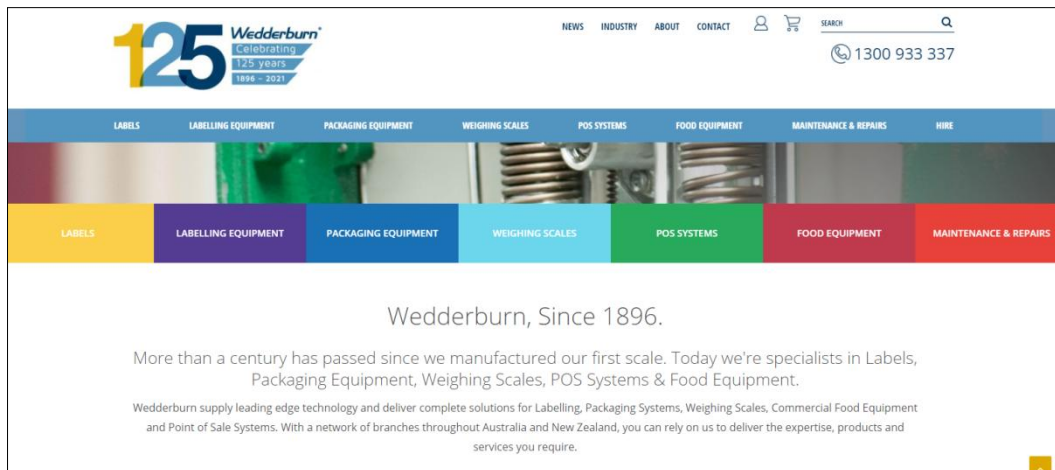 125
Wedderburn®
Celebrating
125 years
1896 - 2021
NEWS INDUSTRY ABOUT CONTACT SEARCH
1300 933 337
LABELS LABELLING EQUIPMENT PACKAGING EQUIPMENT WEIGHING SCALES POS SYSTEMS FOOD EQUIPMENT MAINTENANCE & REPAIRS HIRE
LABELS LABELLING EQUIPMENT PACKAGING EQUIPMENT WEIGHING SCALES POS SYSTEMS FOOD EQUIPMENT MAINTENANCE & REPAIRS
Wedderburn, Since 1896.
More than a century has passed since we manufactured our first scale. Today we're specialists in Labels,
Packaging Equipment, Weighing Scales, POS Systems & Food Equipment.
Wedderburn supply leading edge technology and deliver complete solutions for Labelling, Packaging Systems, Weighing Scales, Commercial Food Equipment
and Point of Sale Systems. With a network of branches throughout Australia and New Zealand, you can rely on us to deliver the expertise, products and
services you require.